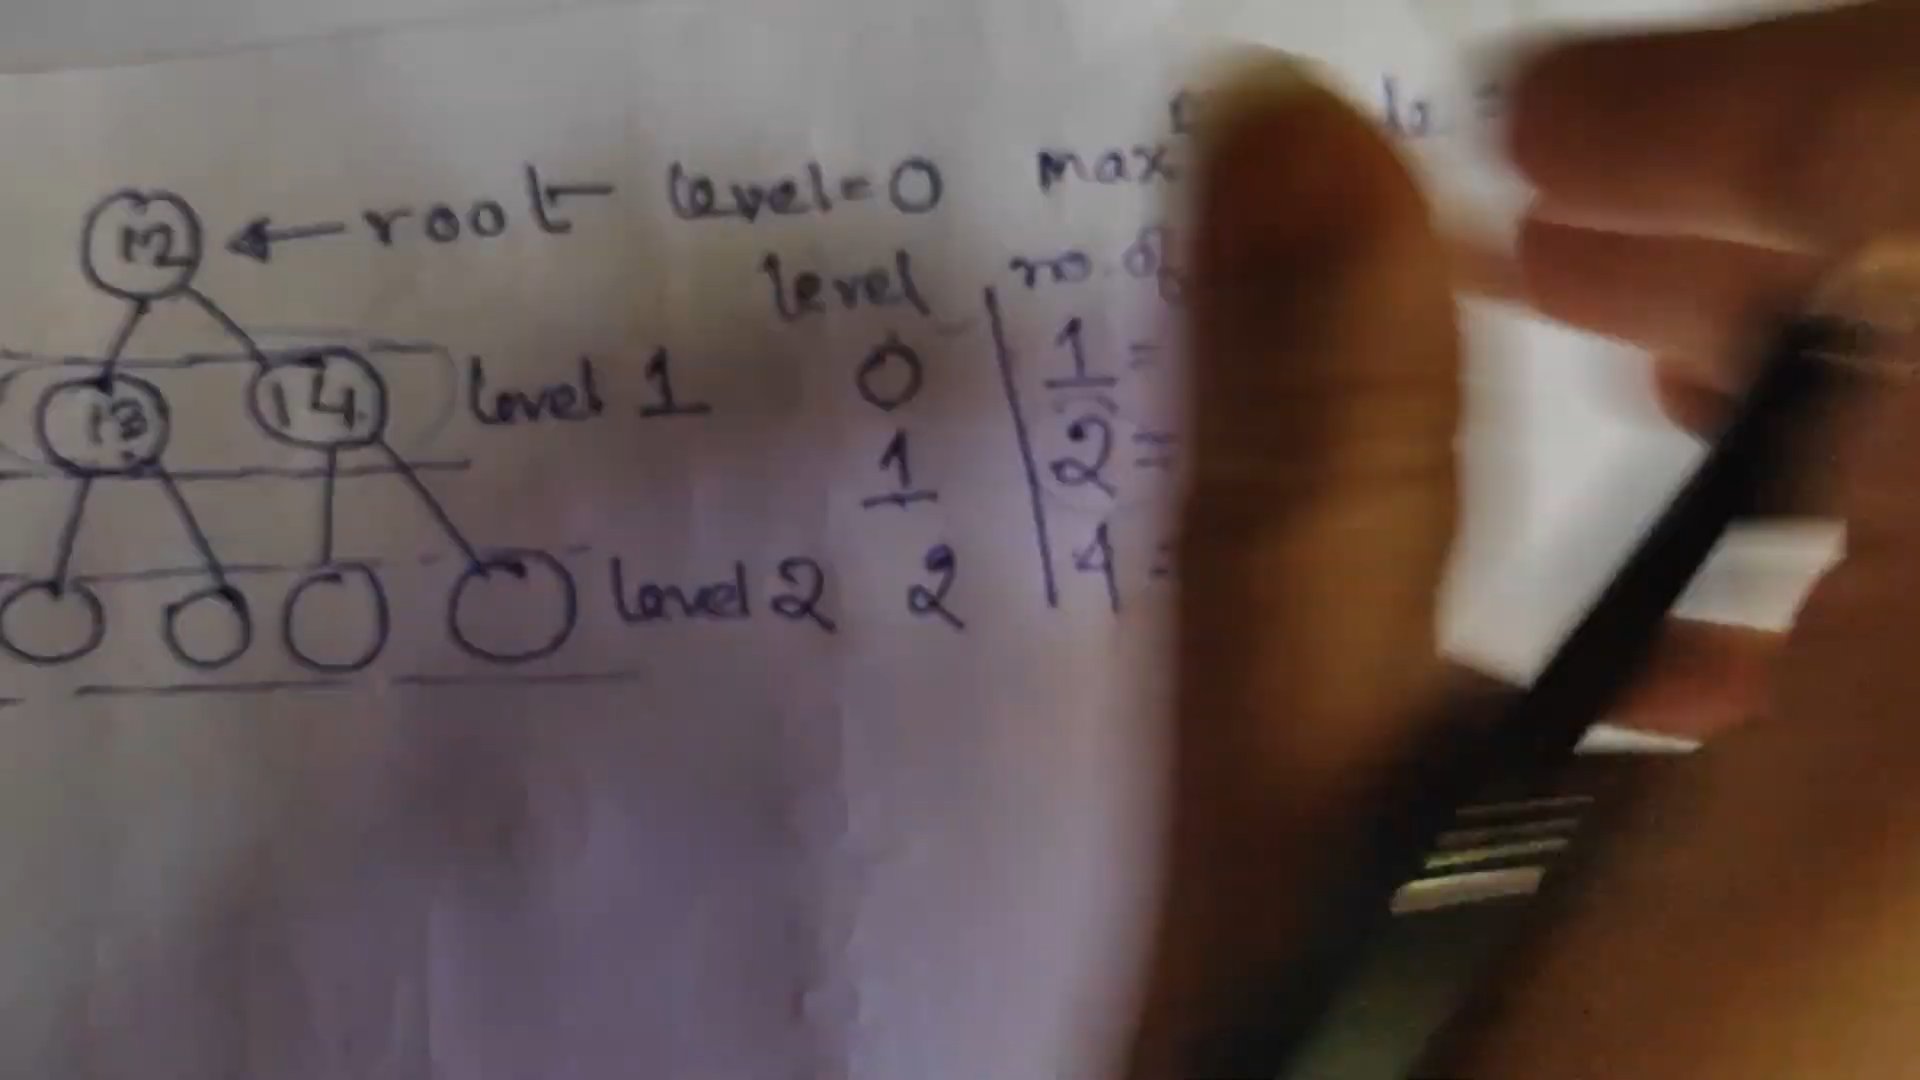 max
12 ← root level=0
level no. of
13 14 level 1 0 1 =
1 2 =
level 2 2 4 =